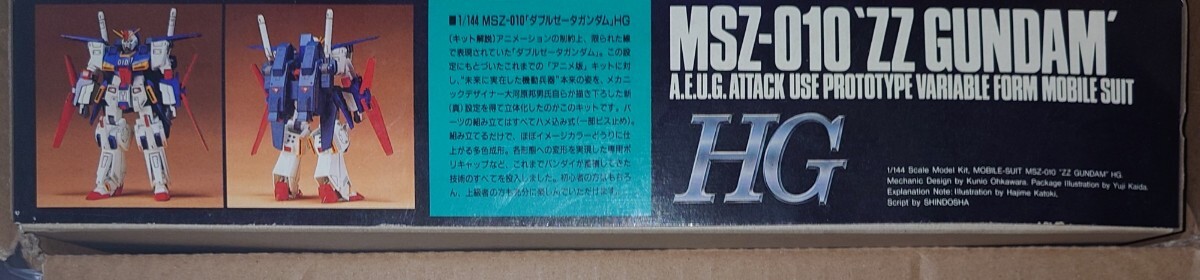 ■1/144 MSZ-010「ダブルゼータガンダム」HG
〔キット解説〕アニメーションの制約上、限られた線
で表現されていた「ダブルゼータガンダム」。この設
定にもとづいたこれまでの「アニメ版」キットに対
し、“未来に実在した機動兵器”本来の姿を、メカニ
ックデザイナー大河原邦男氏自らが描き下ろした新
(真)設定を得て立体化したのがこのキットです。パ
ーツの組み立てはすべてハメ込み式(一部ビス止め)。
組み立てるだけで、ほぼイメージカラーどうりに仕
上がる多色成形。各形態への変形を実現した専用ポ
リキャップなど、これまでバンダイが蓄積してきた
技術のすべてを投入しました。初心者の方はもちろ
ん、上級者の方も充分に楽しんでいただけます。
MSZ-010 'ZZ GUNDAM'
A.E.U.G. ATTACK USE PROTOTYPE VARIABLE FORM MOBILE SUIT
HG
1/144 Scale Model Kit, MOBILE-SUIT MSZ-010 "ZZ GUNDAM" HG.
Mechanic Design by Kunio Ohkawara. Package Illustration by Yuji Kaida.
Explanation Note: Illustration by Hajime Katoki.
Script by SHINDOSHA